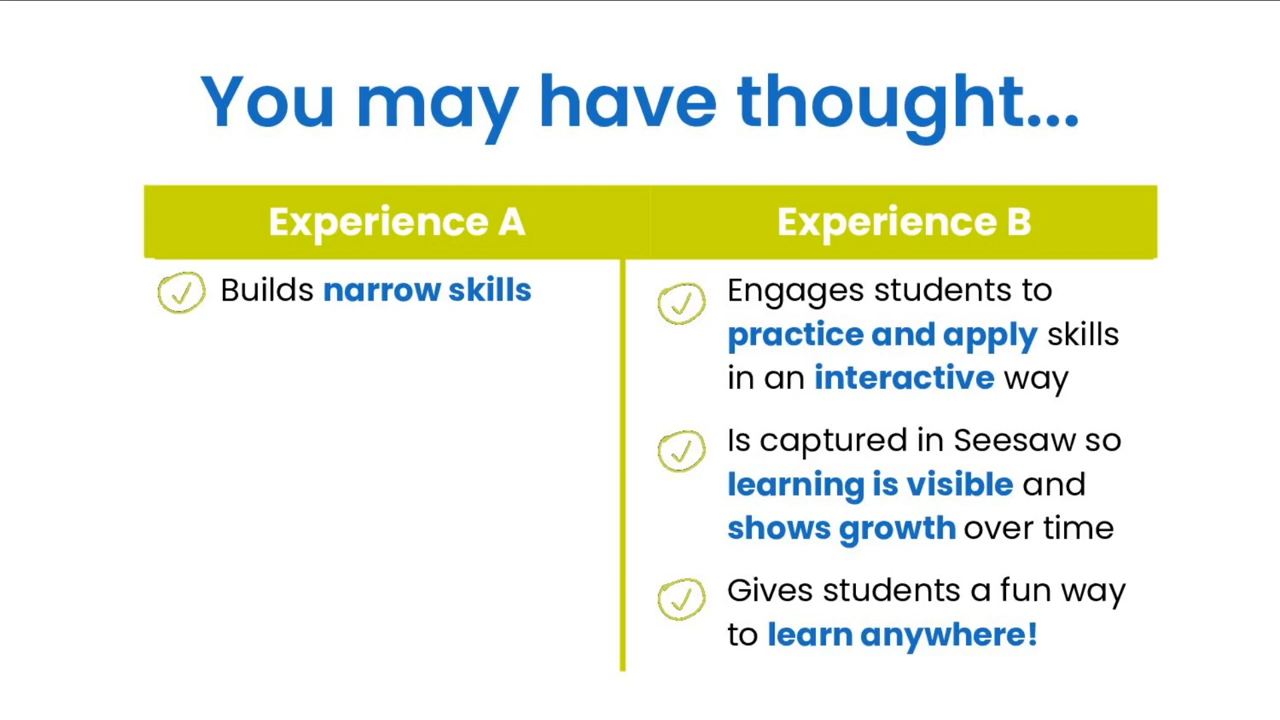 You may have thought...
Experience A
Experience B
Builds narrow skills
Engages students to
practice and apply skills
in an interactive way
Is captured in Seesaw so
learning is visible and
shows growth over time
Gives students a fun way
to learn anywhere!